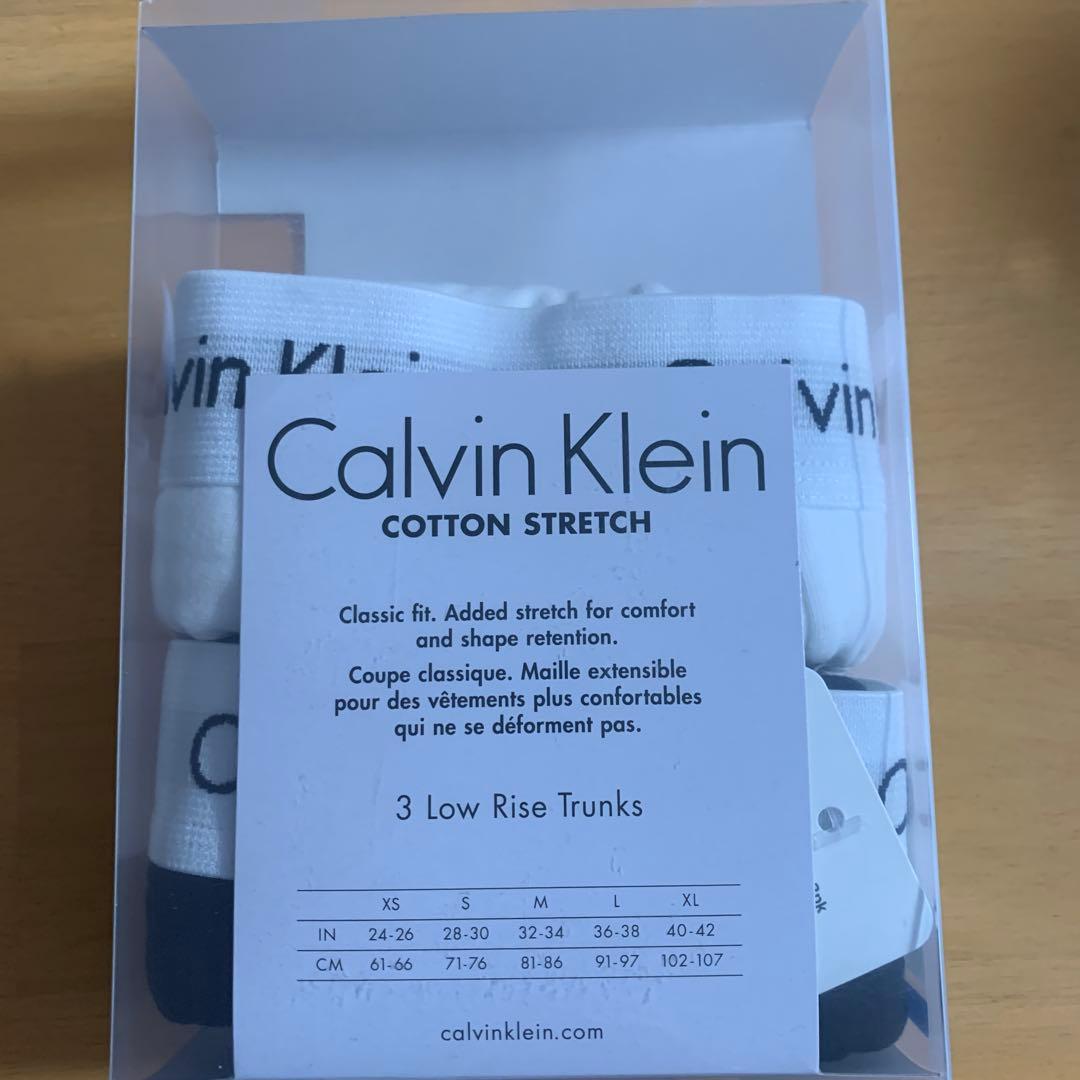 vin Klein
Calvin
Calvin Klein
COTTON STRETCH
Classic fit. Added stretch for comfort
and shape retention.
Coupe classique. Maille extensible
pour des vêtements plus confortables
qui ne se déforment pas.
3 Low Rise Trunks
XS S M L XL
IN 24-26 28-30 32-34 36-38 40-42
CM 61-66 71-76 81-86 91-97 102-107
calvinklein.com